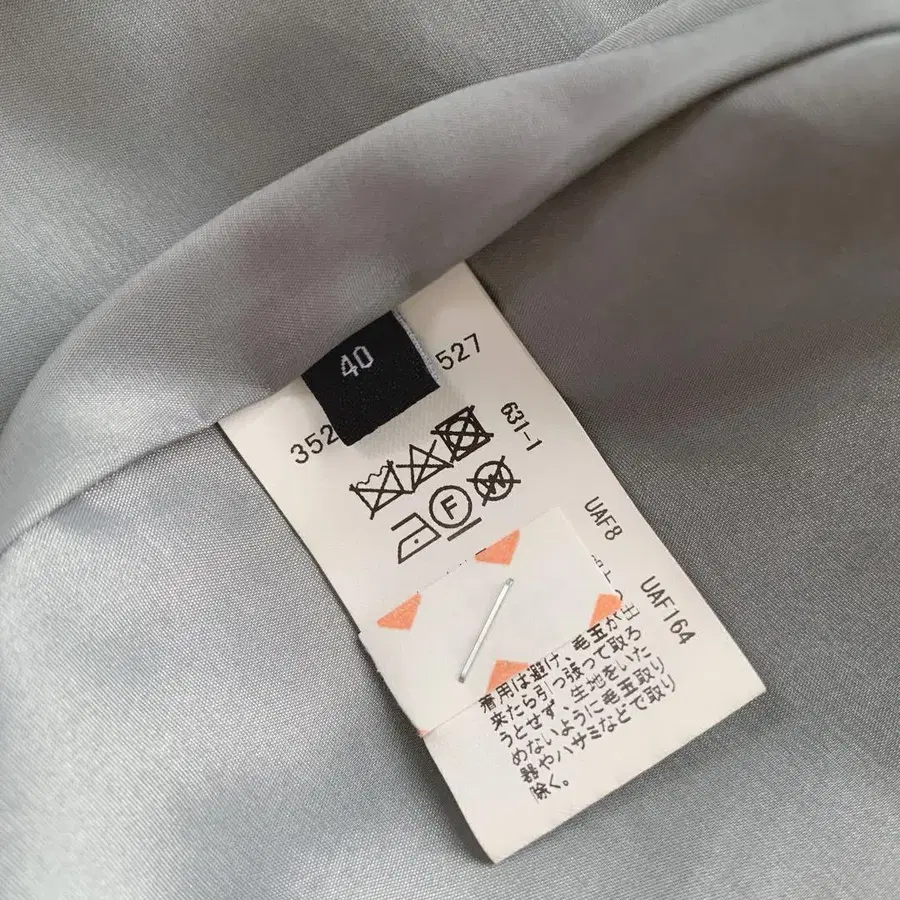 40
352
527
631-1
F
W
UAF8
UAF164
着用は避け、毛玉が出
来たら引っ張って取ろ
うとせず、生地をいた
めないように毛玉取り
器やハサミなどで取り
除く。